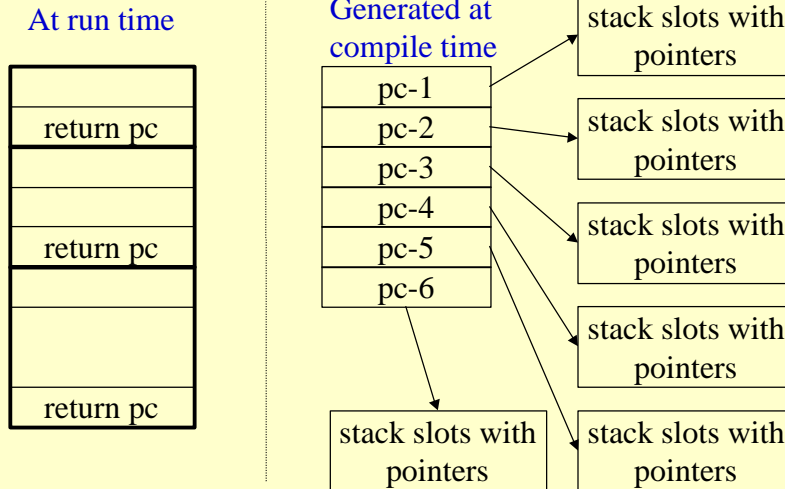 At run time
return pc
return pc
return pc
Generated at
compile time
pc-1
pc-2
pc-3
pc-4
pc-5
pc-6
stack slots with
pointers
stack slots with
pointers
stack slots with
pointers
stack slots with
pointers
stack slots with
pointers
stack slots with
pointers